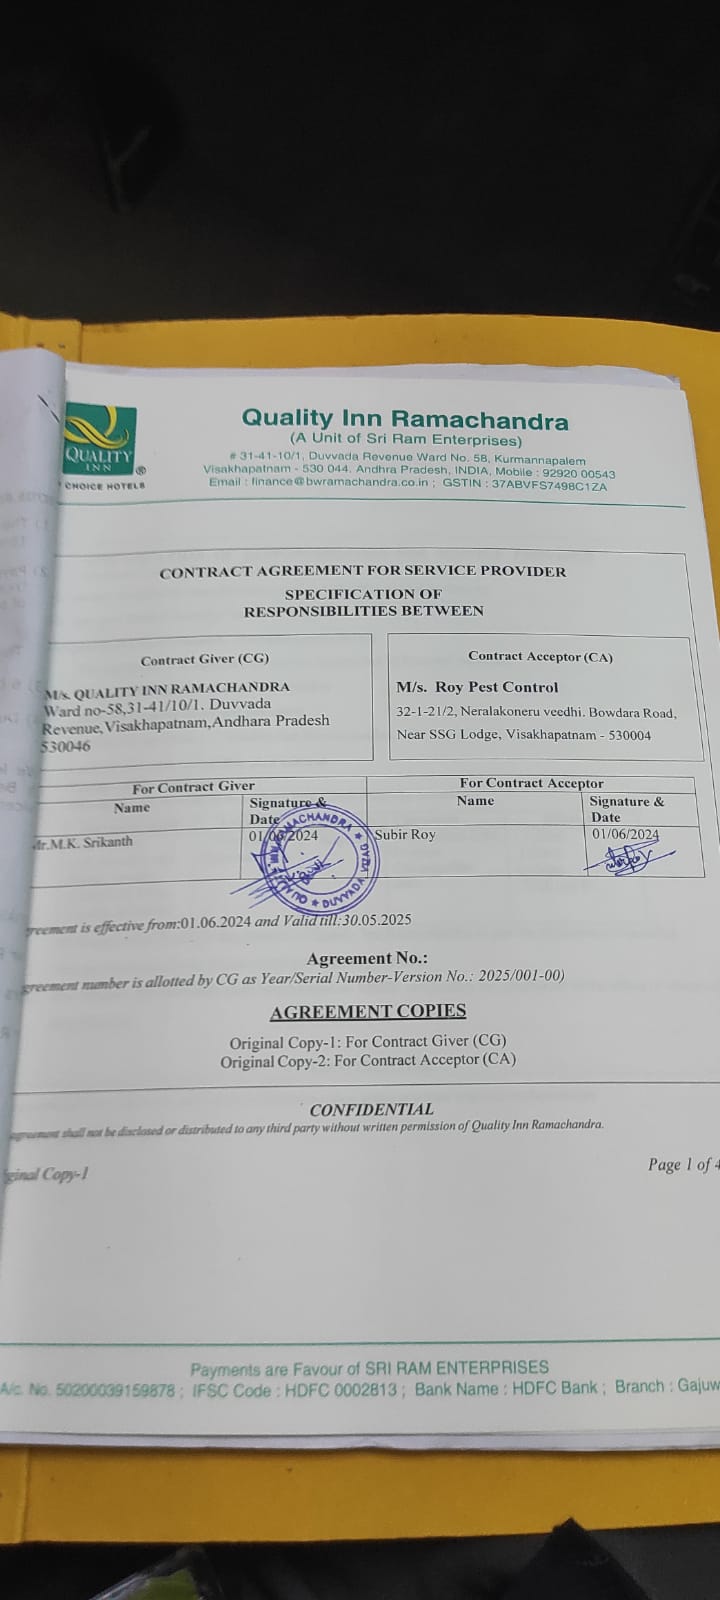 Quality Inn Ramachandra
(A Unit of Sri Ram Enterprises)
# 31-41-10/1, Duvvada Revenue Ward No. 58, Kurmannapalem
Visakhapatnam - 530 044. Andhra Pradesh, INDIA, Mobile : 92920 00543
Email : finance@bwramachandra.co.in ; GSTIN : 37ABVFS7498C1ZA
QUALITY
INN
®
CHOICE HOTELS
CONTRACT AGREEMENT FOR SERVICE PROVIDER
SPECIFICATION OF
RESPONSIBILITIES BETWEEN
Contract Giver (CG)
M/s. QUALITY INN RAMACHANDRA
Ward no-58,31-41/10/1. Duvvada
Revenue,Visakhapatnam,Andhra Pradesh
530046
Contract Acceptor (CA)
M/s. Roy Pest Control
32-1-21/2, Neralakoneru veedhi. Bowdara Road,
Near SSG Lodge, Visakhapatnam - 530004
For Contract Giver
For Contract Acceptor
Name
Signature & Date
Name
Signature & Date
Mr.M.K. Srikanth
01/06/2024
Subir Roy
01/06/2024
RAMACHANDRA ★ DUVVADA
reement is effective from:01.06.2024 and Valid till:30.05.2025
Agreement No.:
greement number is allotted by CG as Year/Serial Number-Version No.: 2025/001-00)
AGREEMENT COPIES
Original Copy-1: For Contract Giver (CG)
Original Copy-2: For Contract Acceptor (CA)
CONFIDENTIAL
agreement shall not be disclosed or distributed to any third party without written permission of Quality Inn Ramachandra.
ginal Copy-1
Page 1 of 4
Payments are Favour of SRI RAM ENTERPRISES
A/c. No. 50200039159878 ; IFSC Code : HDFC 0002813 ; Bank Name : HDFC Bank ; Branch : Gajuw